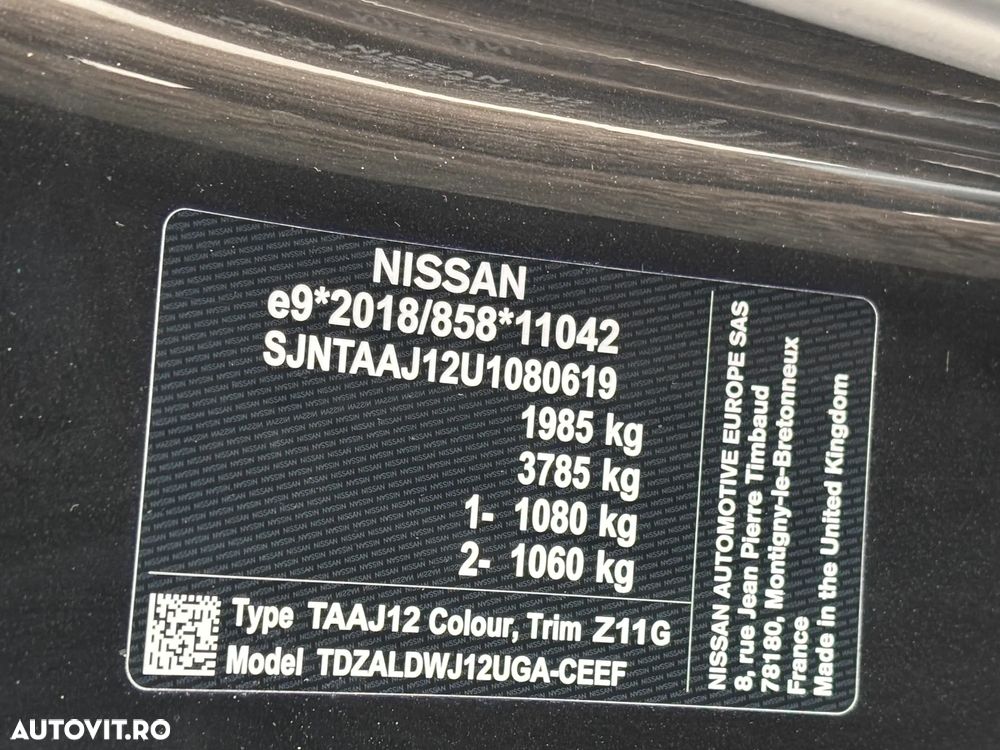 NISSAN
e9*2018/858*11042
SJNTAAJ12U1080619
1985 kg
3785 kg
1- 1080 kg
2- 1060 kg
Type TAAJ12 Colour, Trim Z11G
Model TDZALDWJ12UGA-CEEF
NISSAN AUTOMOTIVE EUROPE SAS
8, rue Jean Pierre Timbaud
78180, Montigny-le-Bretonneux
France
Made in the United Kingdom
AUTOVIT.RO